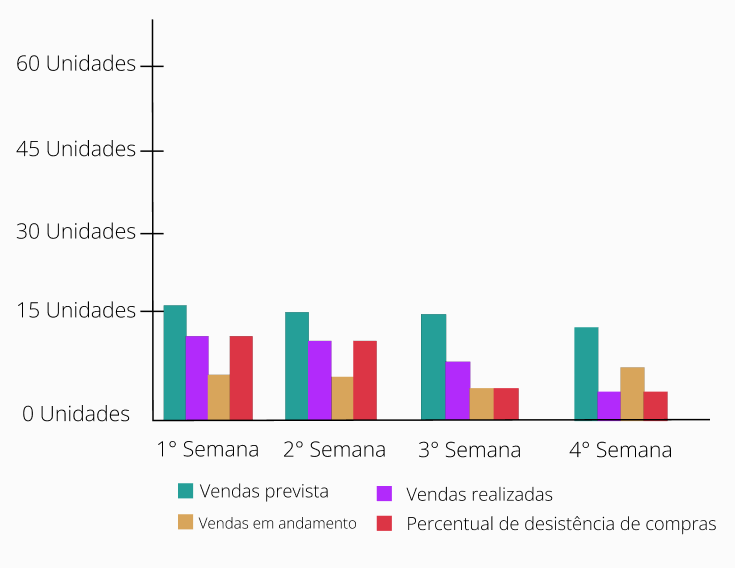 60 Unidades
45 Unidades
30 Unidades
15 Unidades
0 Unidades
1° Semana 2° Semana 3° Semana 4° Semana
Vendas prevista Vendas realizadas
Vendas em andamento Percentual de desistência de compras